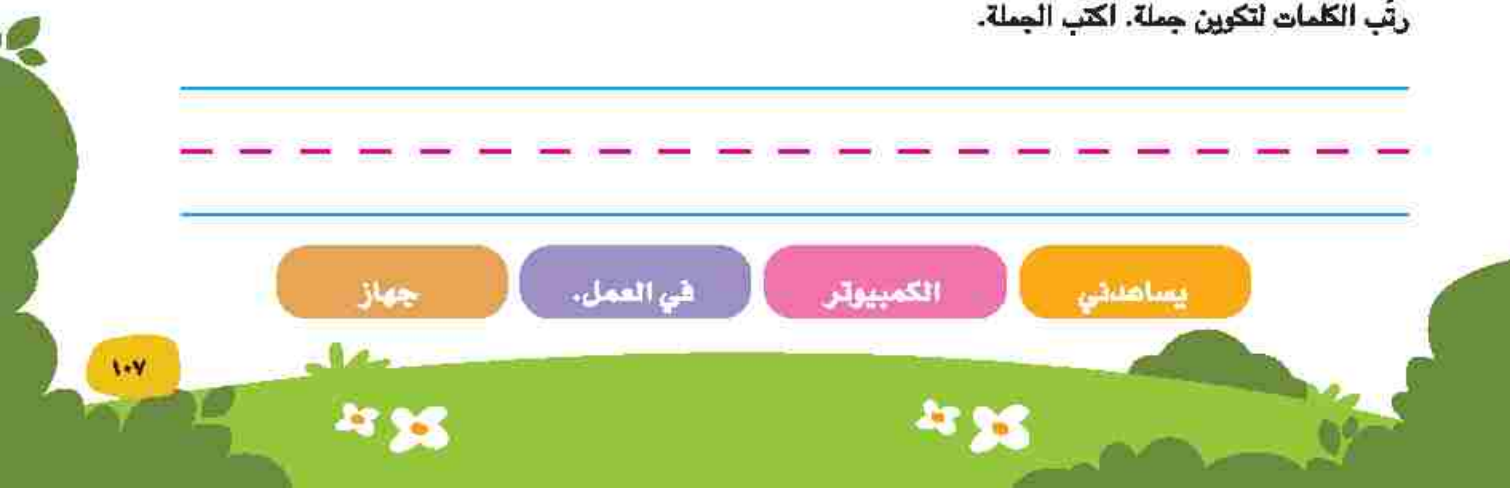 رتّب الكلمات لتكوين جملة. اكتب الجملة.
يساعدني الكمبيوتر في العمل. جهاز
١٠٧